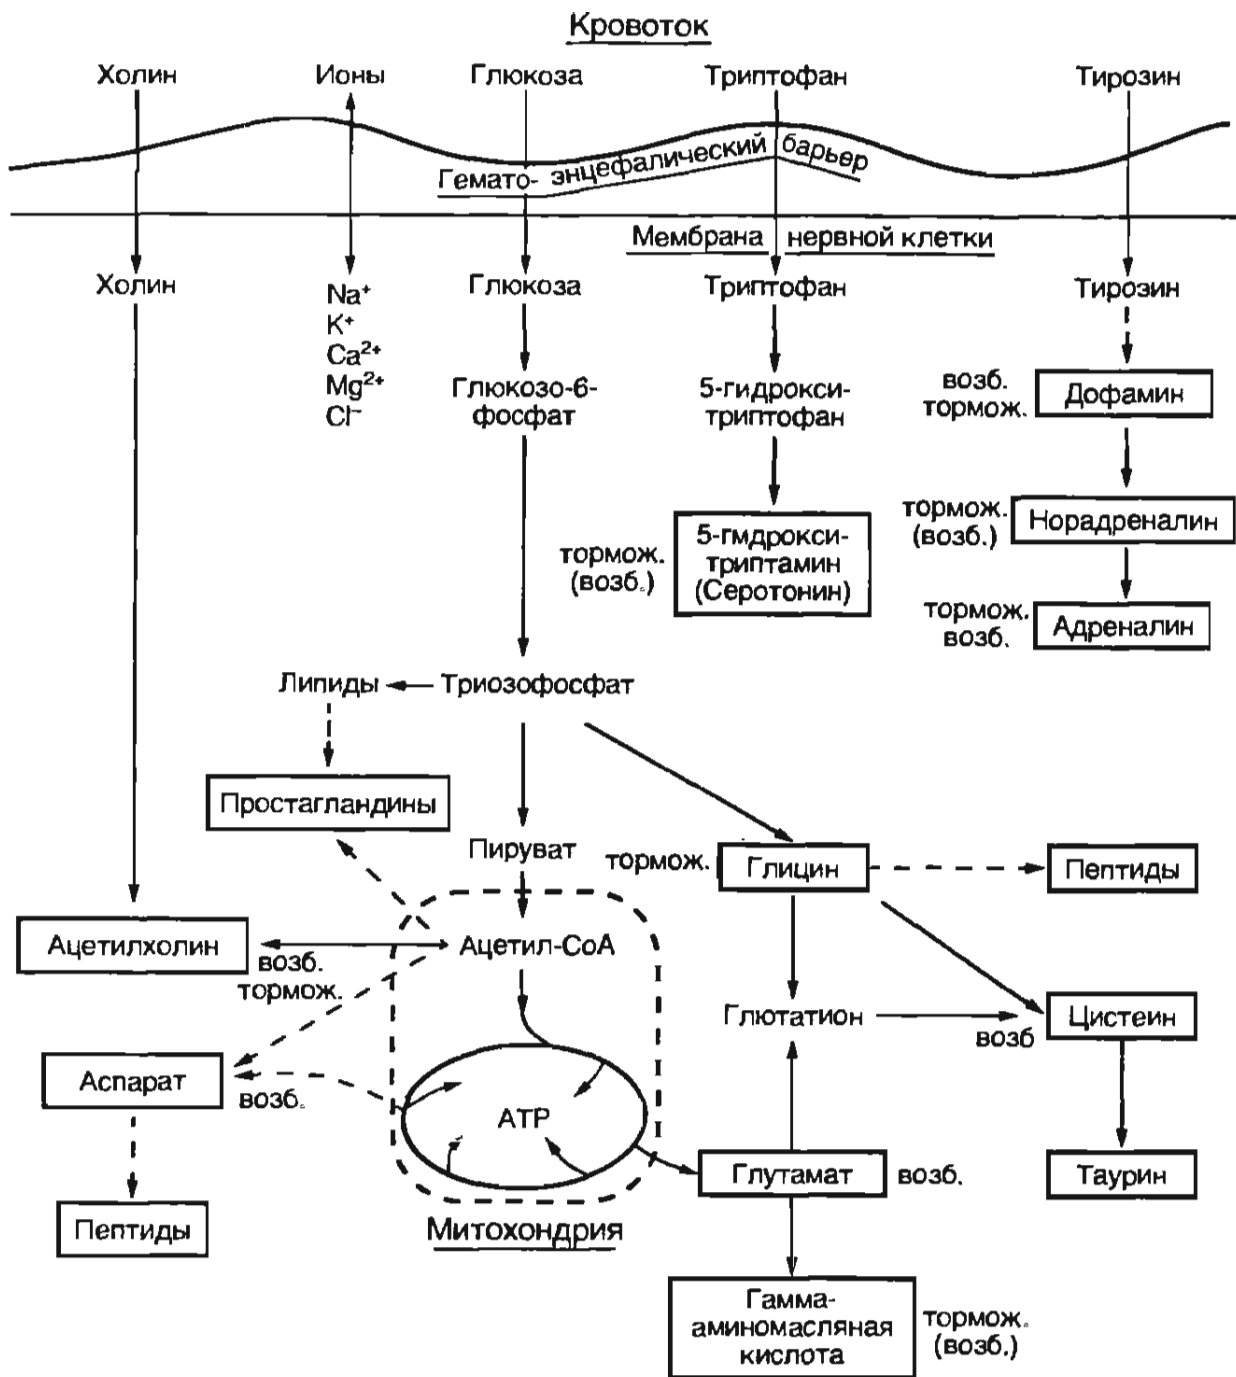 Кровоток
Холин
Ионы
Глюкоза
Триптофан
Тирозин
Гемато- энцефалический барьер
Мембрана нервной клетки
Холин
Na⁺
K⁺
Ca²⁺
Mg²⁺
Cl⁻
Глюкоза
Триптофан
Тирозин
Глюкозо-6-
фосфат
5-гидрокси-
триптофан
возб.
тормож.
Дофамин
тормож.
(возб.)
5-гмдрокси-
триптамин
(Серотонин)
тормож.
(возб.)
Норадреналин
тормож.
возб.
Адреналин
Липиды
Триозофосфат
Простагландины
Пируват
тормож.
Глицин
Пептиды
Ацетилхолин
возб.
тормож.
Ацетил-СоА
Глютатион
возб
Цистеин
Аспарат
возб.
АТР
Глутамат
возб.
Таурин
Пептиды
Митохондрия
Гамма-
аминомасляная
кислота
тормож.
(возб.)